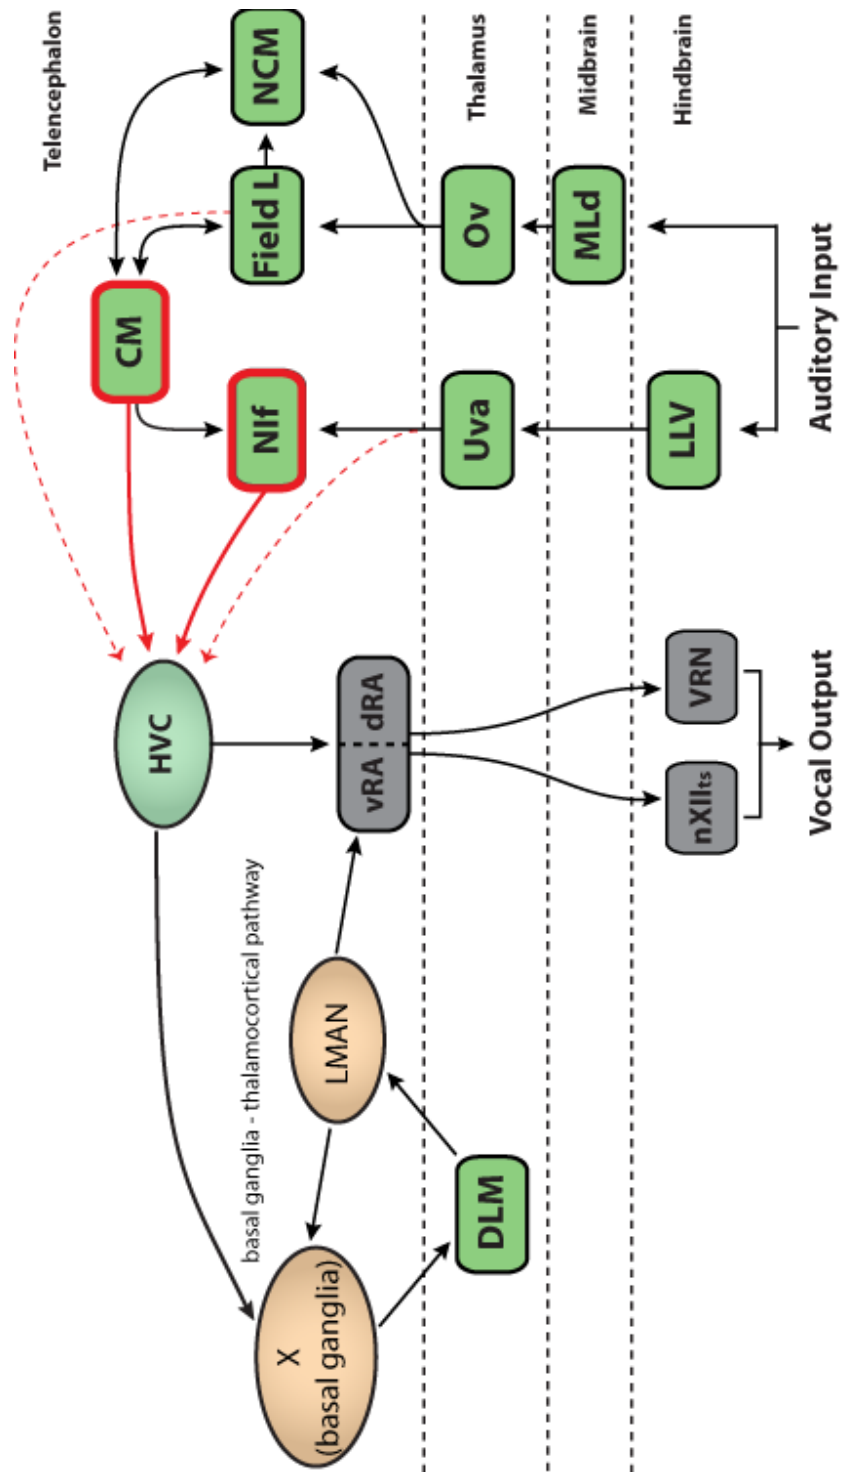 Telencephalon
NCM
CM
Field L
NIf
HVC
Thalamus
Ov
Uva
Midbrain
MLd
Hindbrain
LLV
Auditory Input
vRA dRA
VRN
nXIIts
Vocal Output
basal ganglia - thalamocortical pathway
LMAN
X
(basal ganglia)
DLM